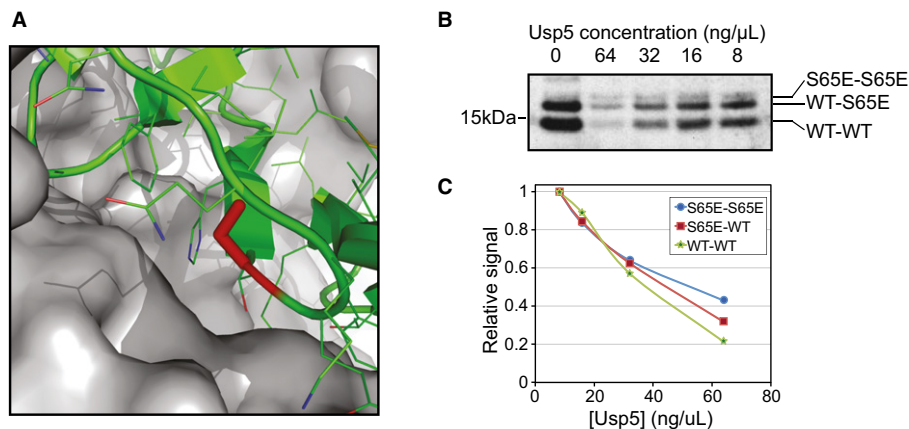 A
B
Usp5 concentration (ng/µL)
0 64 32 16 8
15kDa
S65E-S65E
WT-S65E
WT-WT
C
Relative signal
1
0.8
0.6
0.4
0.2
0
0 20 40 60 80
[Usp5] (ng/uL)
S65E-S65E
S65E-WT
WT-WT